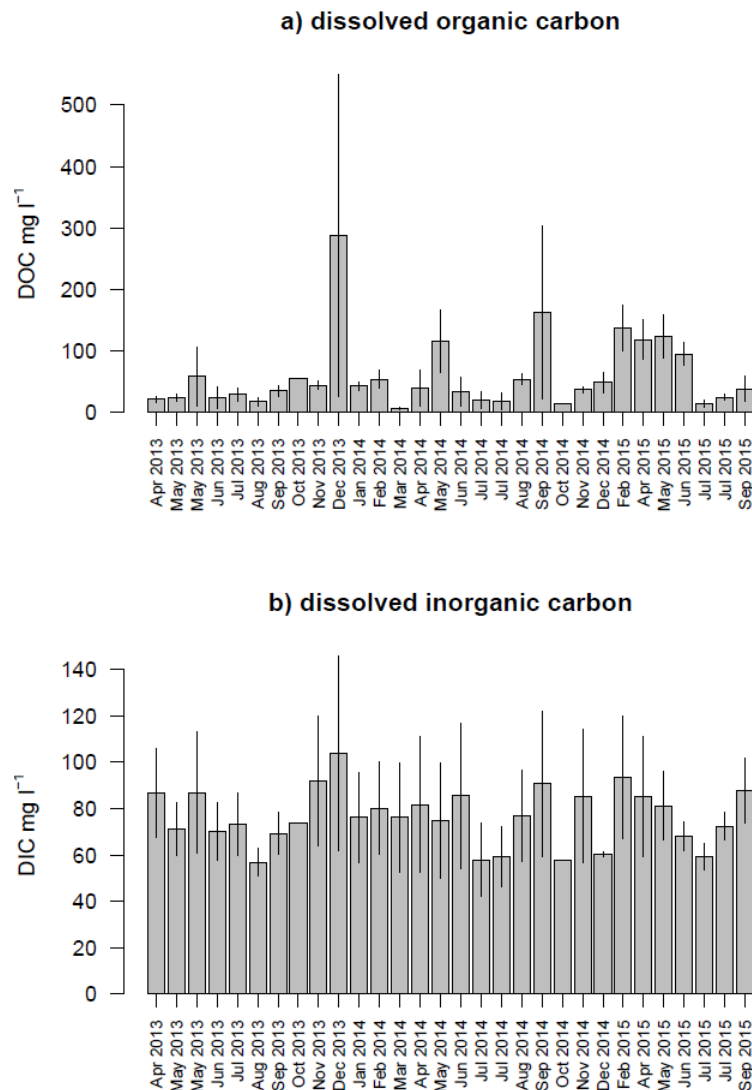 a) dissolved organic carbon
DOC mg l⁻¹
500
400
300
200
100
0
Apr 2013
May 2013
May 2013
Jun 2013
Jul 2013
Aug 2013
Sep 2013
Oct 2013
Nov 2013
Dec 2013
Jan 2014
Feb 2014
Mar 2014
Apr 2014
May 2014
Jun 2014
Jul 2014
Jul 2014
Aug 2014
Sep 2014
Oct 2014
Nov 2014
Dec 2014
Feb 2015
Apr 2015
May 2015
Jun 2015
Jul 2015
Jul 2015
Sep 2015
b) dissolved inorganic carbon
DIC mg l⁻¹
140
120
100
80
60
40
20
0
Apr 2013
May 2013
May 2013
Jun 2013
Jul 2013
Aug 2013
Sep 2013
Oct 2013
Nov 2013
Dec 2013
Jan 2014
Feb 2014
Mar 2014
Apr 2014
May 2014
Jun 2014
Jul 2014
Jul 2014
Aug 2014
Sep 2014
Oct 2014
Nov 2014
Dec 2014
Feb 2015
Apr 2015
May 2015
Jun 2015
Jul 2015
Jul 2015
Sep 2015